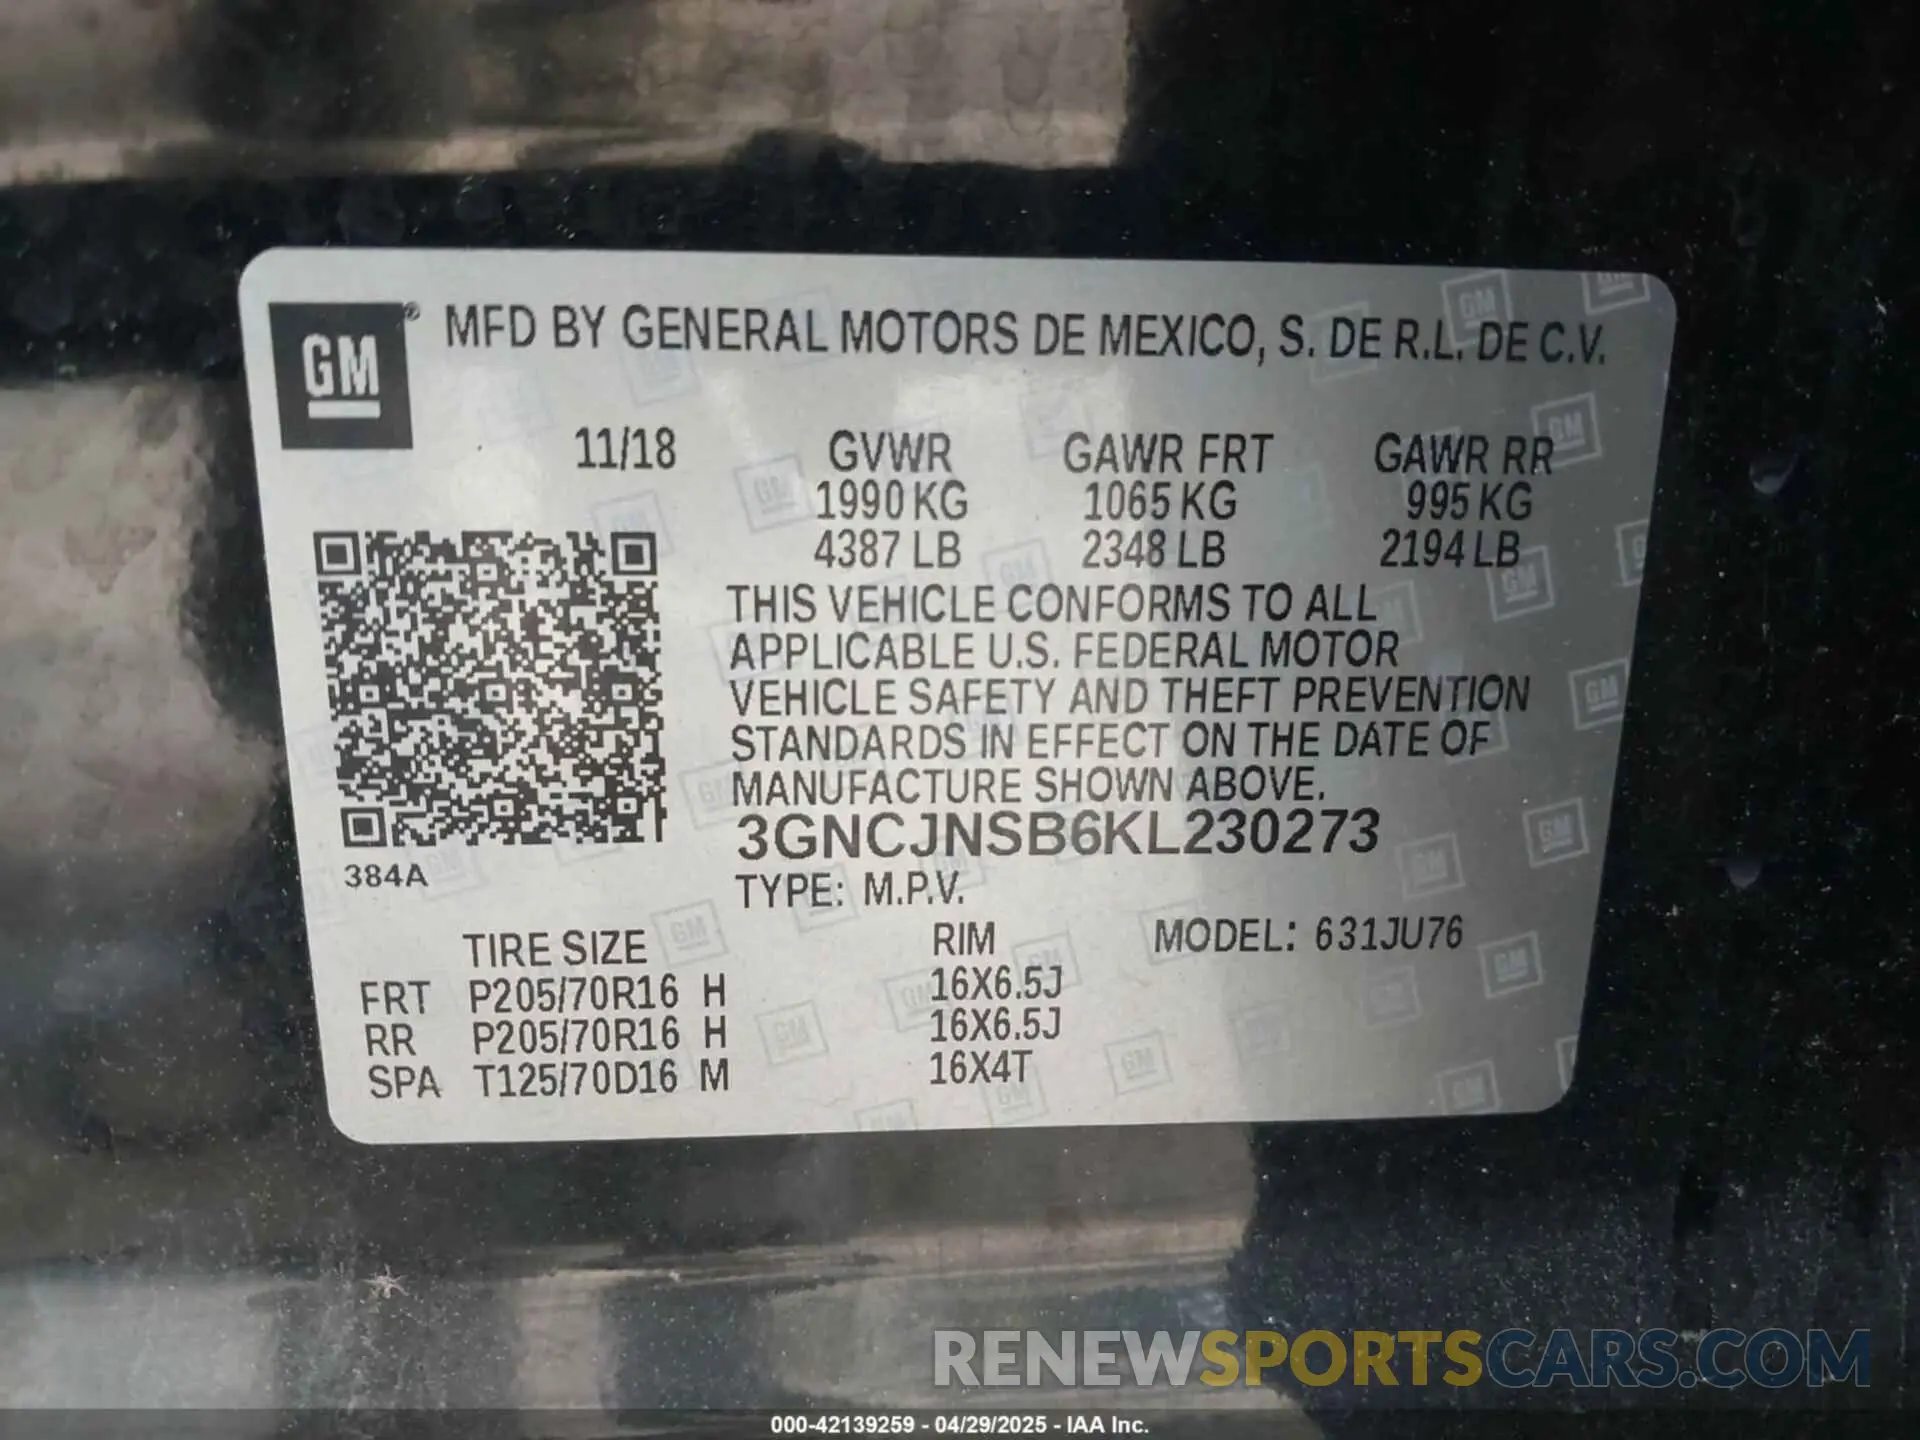 GM ® MFD BY GENERAL MOTORS DE MEXICO, S. DE R.L. DE C.V.
11/18 GVWR GAWR FRT GAWR RR
1990 KG 1065 KG 995 KG
4387 LB 2348 LB 2194 LB
THIS VEHICLE CONFORMS TO ALL
APPLICABLE U.S. FEDERAL MOTOR
VEHICLE SAFETY AND THEFT PREVENTION
STANDARDS IN EFFECT ON THE DATE OF
MANUFACTURE SHOWN ABOVE.
3GNCJNSB6KL230273
384A
TYPE: M.P.V.
TIRE SIZE RIM MODEL: 631JU76
FRT P205/70R16 H 16X6.5J
RR P205/70R16 H 16X6.5J
SPA T125/70D16 M 16X4T
RENEWSPORTSCARS.COM
000-42139259 - 04/29/2025 - IAA Inc.